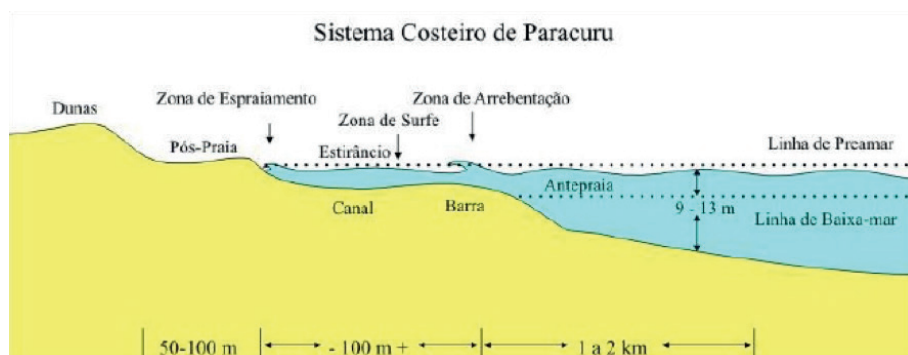 Sistema Costeiro de Paracuru
Zona de Espraiamento
Zona de Arrebentação
Dunas
Zona de Surfe
Pós-Praia
Estirâncio
Linha de Preamar
Antepraia
Canal
Barra
9 - 13 m
Linha de Baixa-mar
50-100 m
- 100 m +
1 a 2 km